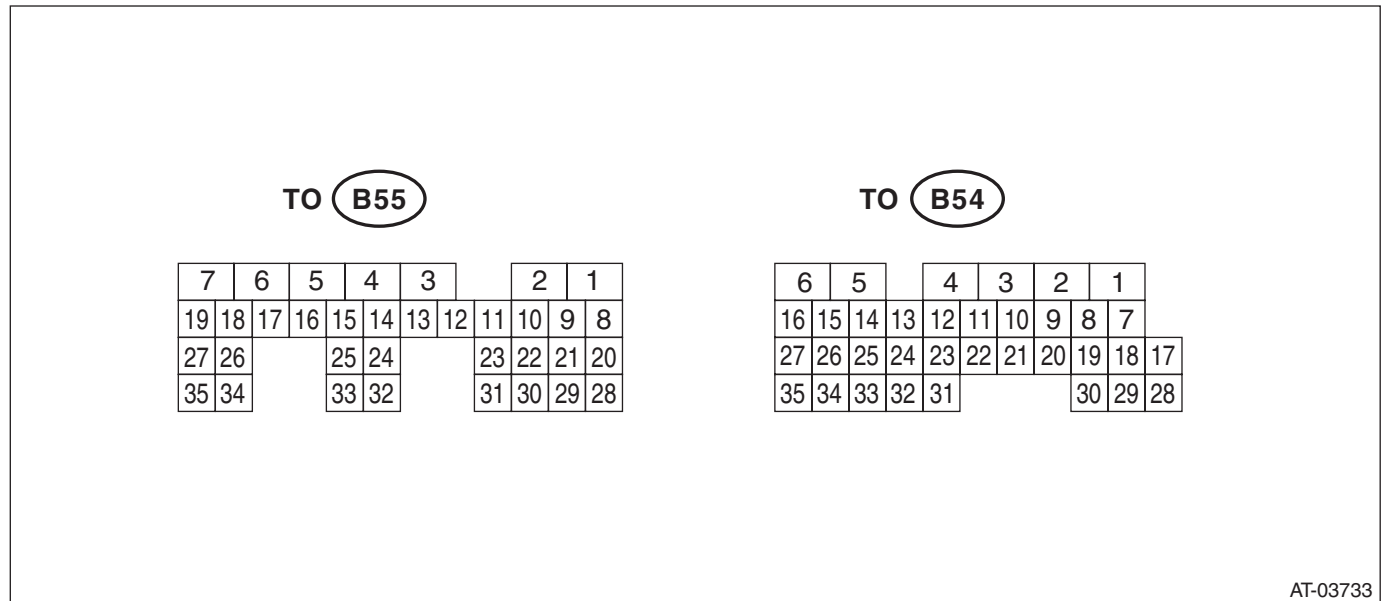 TO B55
7 6 5 4 3 2 1
19 18 17 16 15 14 13 12 11 10 9 8
27 26 25 24 23 22 21 20
35 34 33 32 31 30 29 28
TO B54
6 5 4 3 2 1
16 15 14 13 12 11 10 9 8 7
27 26 25 24 23 22 21 20 19 18 17
35 34 33 32 31 30 29 28
AT-03733